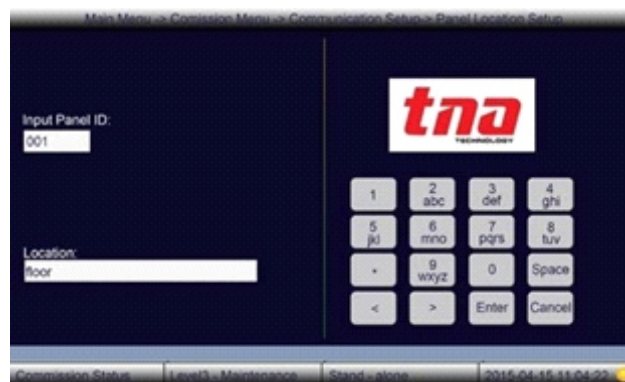 Main Menu -> Comission Menu -> Communication Setup-> Panel Location Setup
Input Panel ID:
001
Location:
floor
tna
TECHNOLOGY
1
2
abc
3
def
4
ghi
5
jkl
6
mno
7
pqrs
8
tuv
*
9
wxyz
0
Space
<
>
Enter
Cancel
Commission Status
Level3 - Maintenance
Stand - alone
2015-04-15 11:04:22